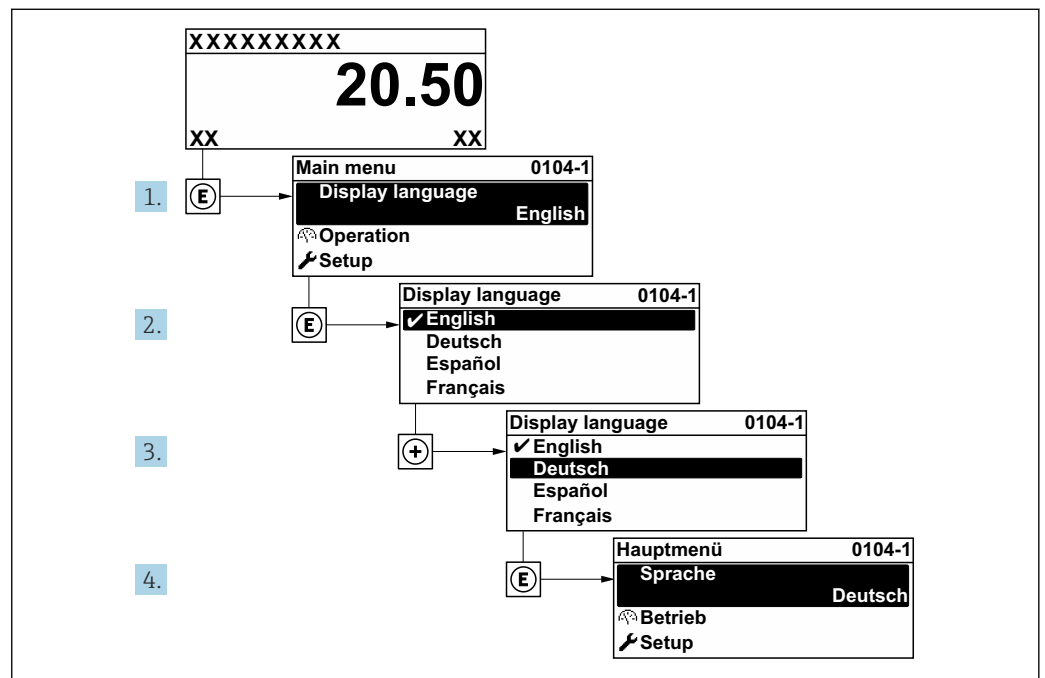 XXXXXXXXX
20.50
XX XX
1. E
Main menu 0104-1
Display language
English
Operation
Setup
2. E
Display language 0104-1
✔English
Deutsch
Español
Français
3. +
Display language 0104-1
✔English
Deutsch
Español
Français
4. E
Hauptmenü 0104-1
Sprache
Deutsch
Betrieb
Setup